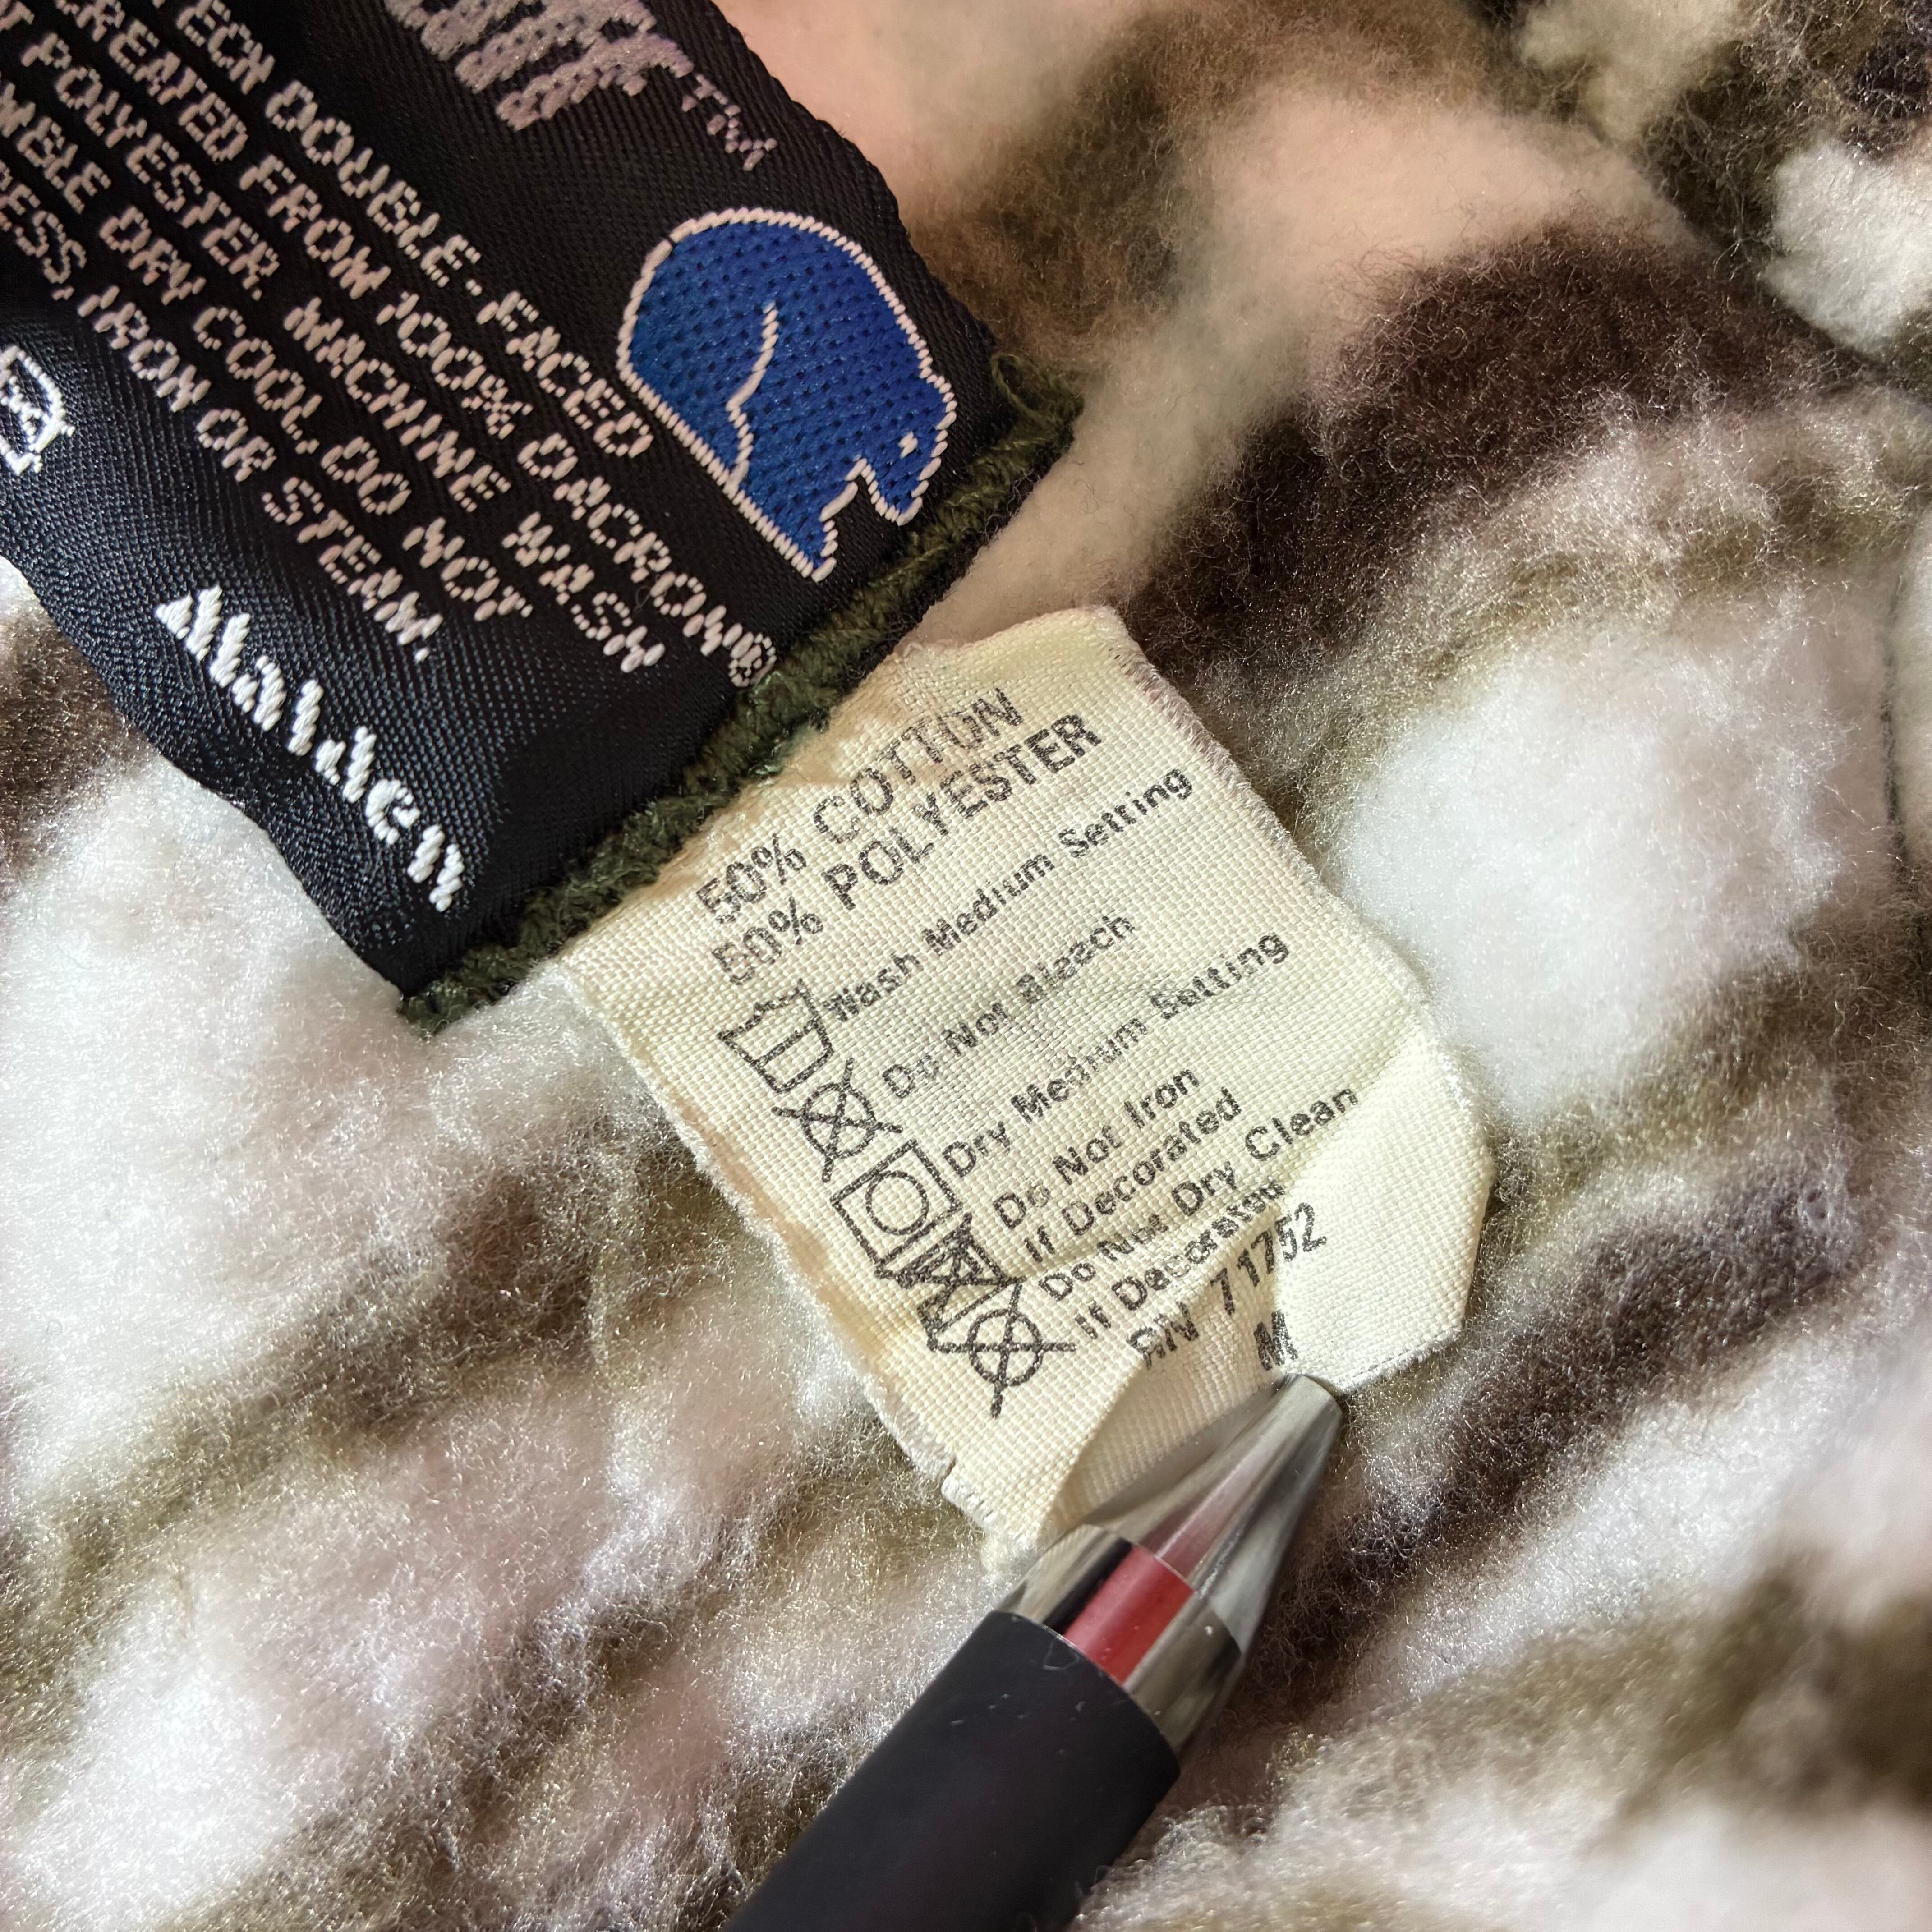 TM
TECH DOUBLE-FACED
CREATED FROM 100% DACRON®
POLYESTER. MACHINE WASH
DRY COOL, DO NOT
IRON OR STEAM.
Malden
50% COTTON
50% POLYESTER
Wash Medium Setting
Do Not Bleach
Dry Medium Setting
Do Not Iron
If Decorated
Do Not Dry Clean
If Decorated
RN 71752
M